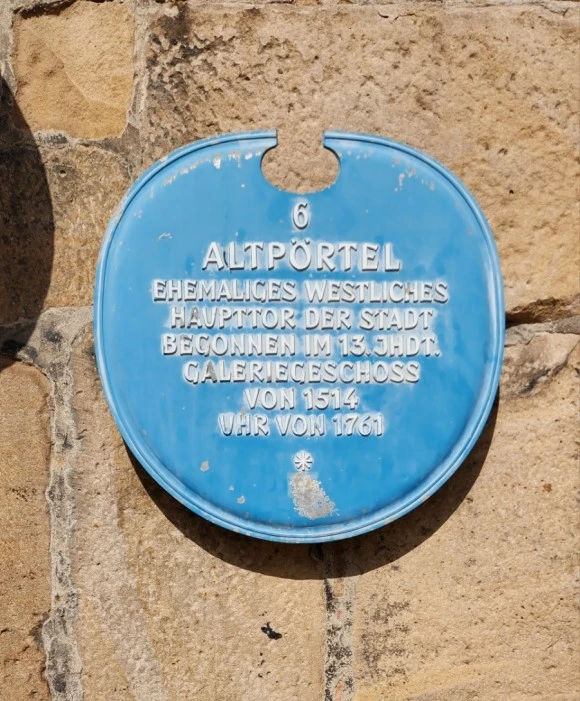 6
ALTPÖRTEL
EHEMALIGES WESTLICHES
HAUPTTOR DER STADT
BEGONNEN IM 13.JHDT.
GALERIEGESCHOSS
VON 1514
UHR VON 1761